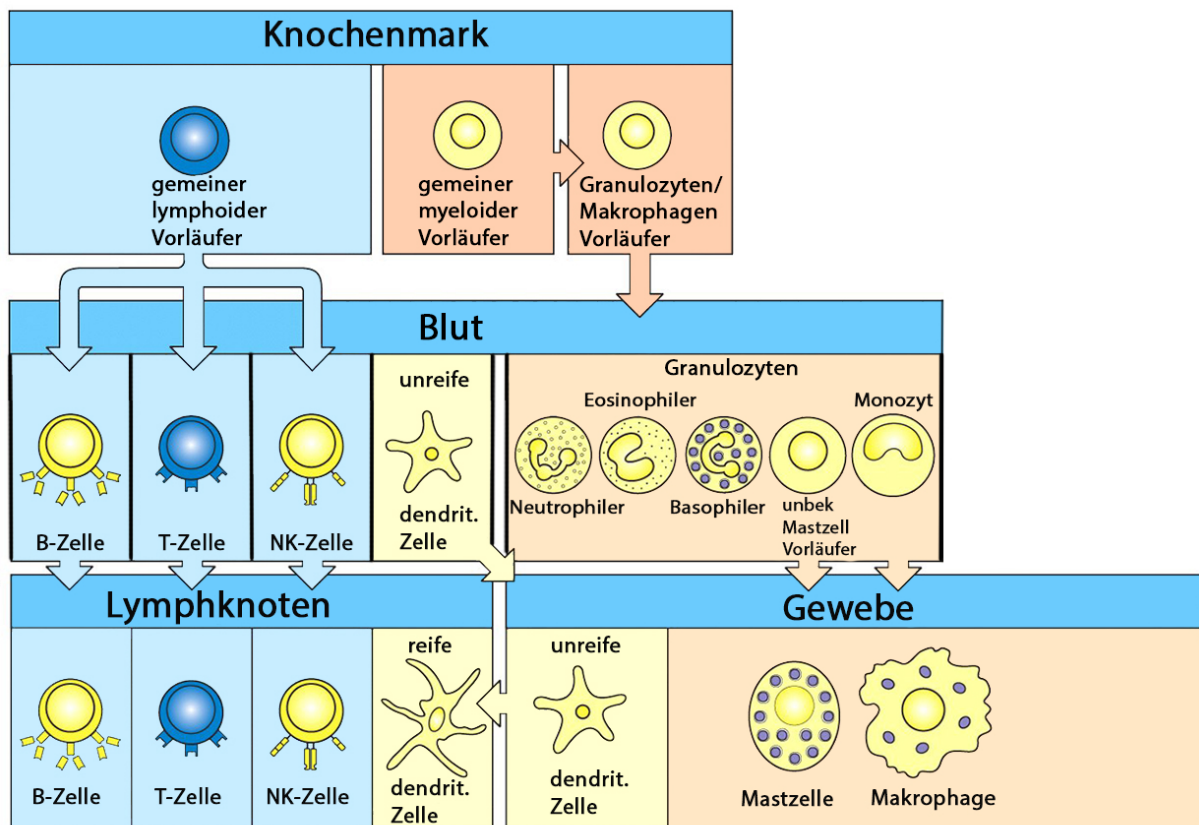 Knochenmark
gemeiner
lymphoider
Vorläufer
gemeiner
myeloider
Vorläufer
Granulozyten/
Makrophagen
Vorläufer
Blut
B-Zelle
T-Zelle
NK-Zelle
unreife
dendrit.
Zelle
Granulozyten
Eosinophiler
Monozyt
Neutrophiler
Basophiler
unbek
Mastzell
Vorläufer
Lymphknoten
B-Zelle
T-Zelle
NK-Zelle
reife
dendrit.
Zelle
Gewebe
unreife
dendrit.
Zelle
Mastzelle
Makrophage